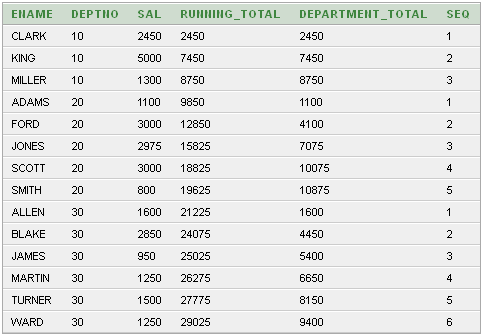 ENAME DEPTNO SAL RUNNING_TOTAL DEPARTMENT_TOTAL SEQ
CLARK 10 2450 2450 2450 1
KING 10 5000 7450 7450 2
MILLER 10 1300 8750 8750 3
ADAMS 20 1100 9850 1100 1
FORD 20 3000 12850 4100 2
JONES 20 2975 15825 7075 3
SCOTT 20 3000 18825 10075 4
SMITH 20 800 19625 10875 5
ALLEN 30 1600 21225 1600 1
BLAKE 30 2850 24075 4450 2
JAMES 30 950 25025 5400 3
MARTIN 30 1250 26275 6650 4
TURNER 30 1500 27775 8150 5
WARD 30 1250 29025 9400 6